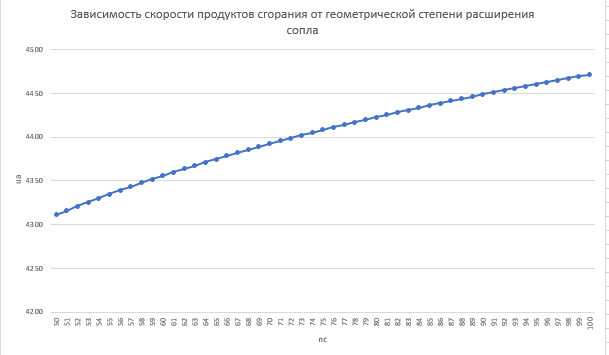 Зависимость скорости продуктов сгорания от геометрической степени расширения
сопла
4500
4450
4400
4350
4300
4250
4200
ua
50 51 52 53 54 55 56 57 58 59 60 61 62 63 64 65 66 67 68 69 70 71 72 73 74 75 76 77 78 79 80 81 82 83 84 85 86 87 88 89 90 91 92 93 94 95 96 97 98 99 100
nc